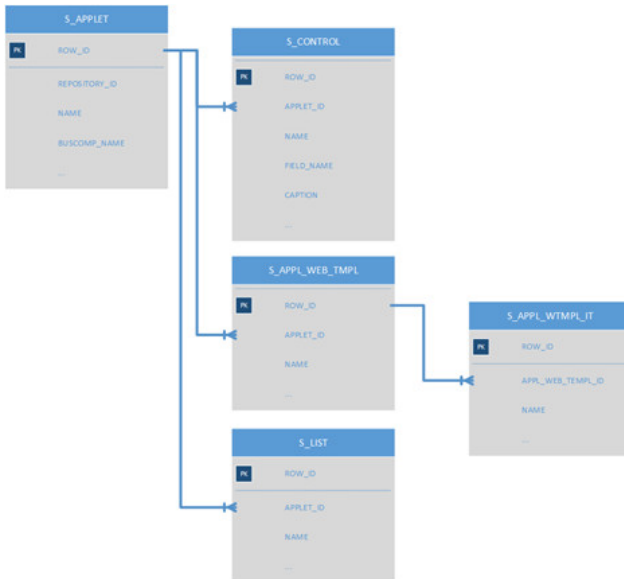 S_APPLET
PK ROW_ID
REPOSITORY_ID
NAME
BUSCOMP_NAME
...
S_CONTROL
PK ROW_ID
APPLET_ID
NAME
FIELD_NAME
CAPTION
...
S_APPL_WEB_TMPL
PK ROW_ID
APPLET_ID
NAME
...
S_APPL_WTMPL_IT
PK ROW_ID
APPL_WEB_TEMPL_ID
NAME
...
S_LIST
PK ROW_ID
APPLET_ID
NAME
...